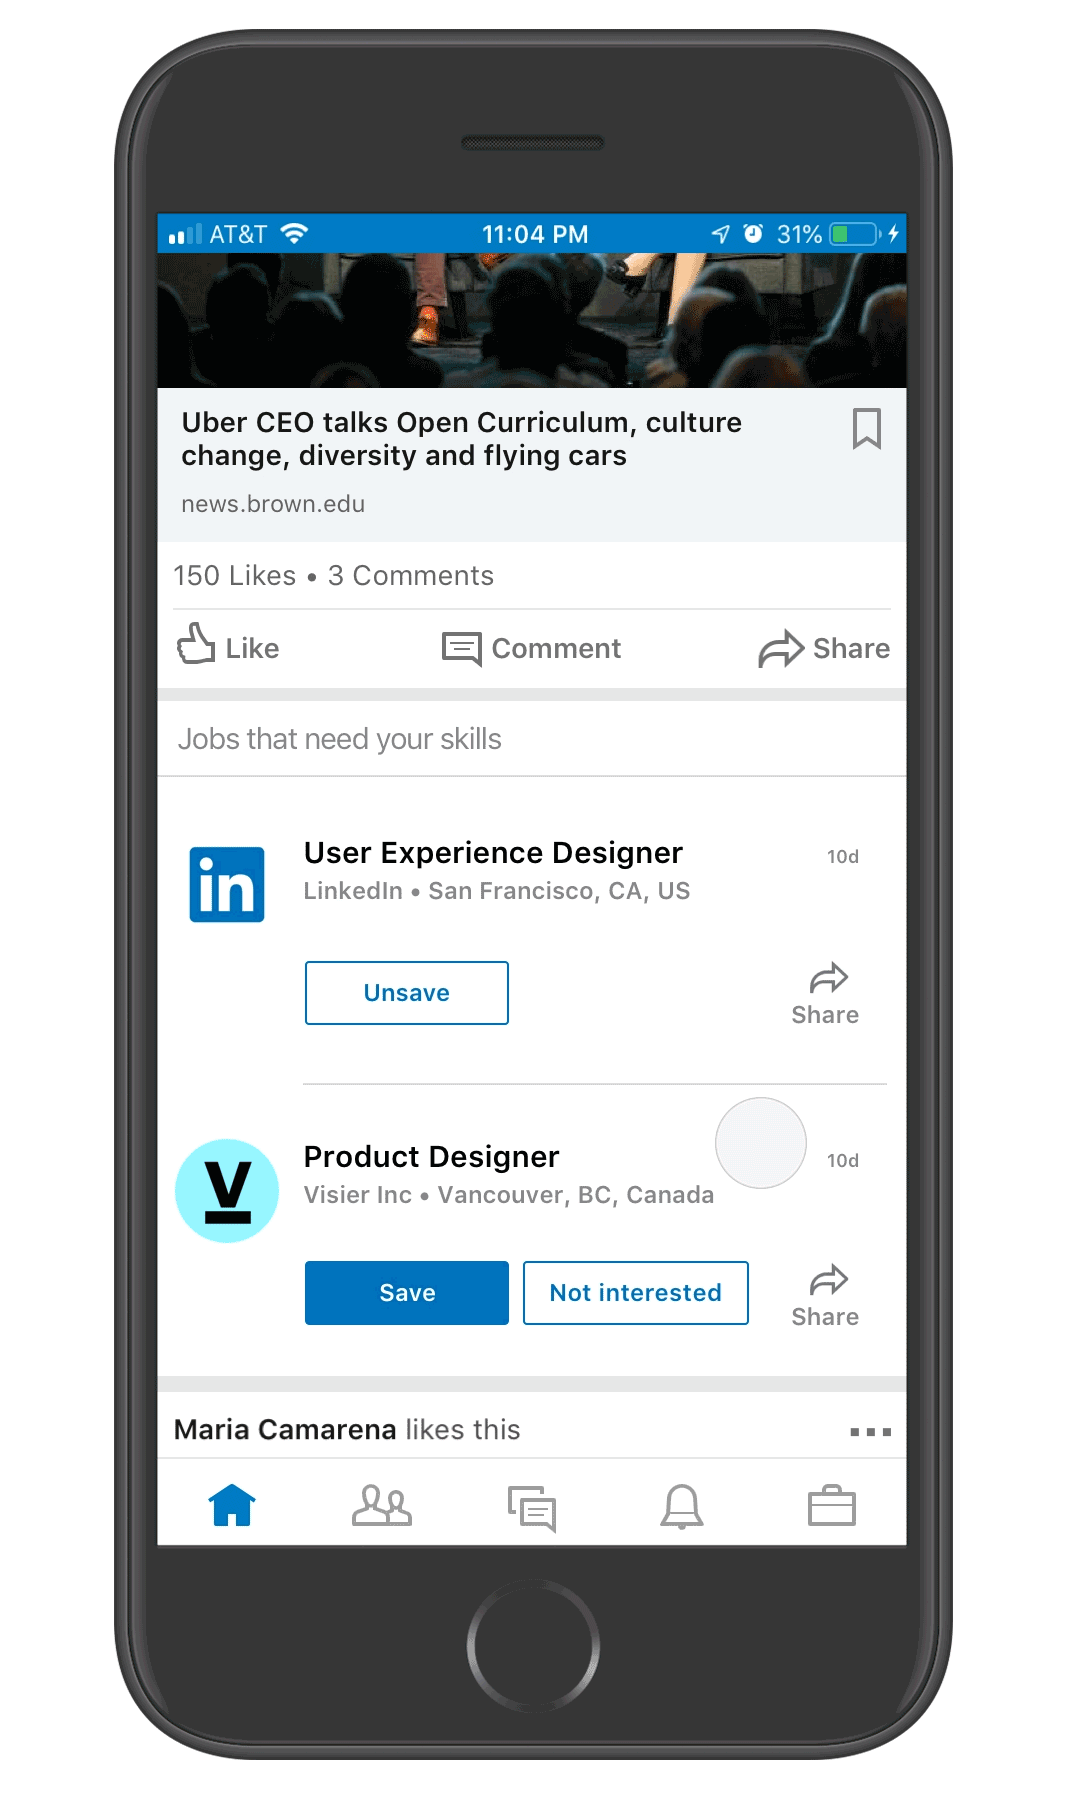 AT&T 11:04 PM 31%
Uber CEO talks Open Curriculum, culture
change, diversity and flying cars
news.brown.edu
150 Likes • 3 Comments
Like Comment Share
Jobs that need your skills
in
User Experience Designer 10d
LinkedIn • San Francisco, CA, US
Unsave Share
V
Product Designer 10d
Visier Inc • Vancouver, BC, Canada
Save Not interested Share
Maria Camarena likes this